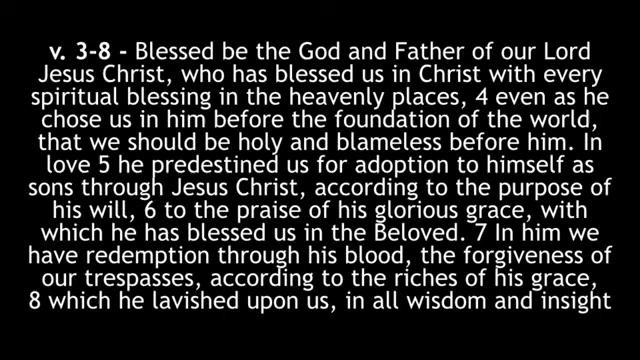 v. 3-8 - Blessed be the God and Father of our Lord
Jesus Christ, who has blessed us in Christ with every
spiritual blessing in the heavenly places, 4 even as he
chose us in him before the foundation of the world,
that we should be holy and blameless before him. In
love 5 he predestined us for adoption to himself as
sons through Jesus Christ, according to the purpose of
his will, 6 to the praise of his glorious grace, with
which he has blessed us in the Beloved. 7 In him we
have redemption through his blood, the forgiveness of
our trespasses, according to the riches of his grace,
8 which he lavished upon us, in all wisdom and insight